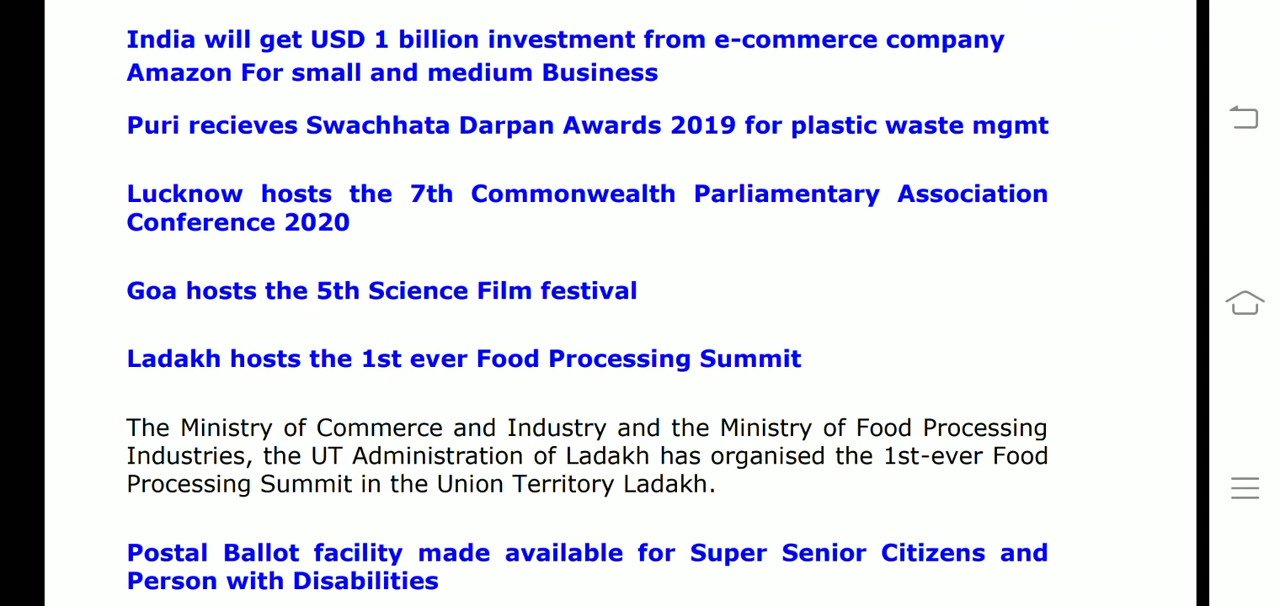 India will get USD 1 billion investment from e-commerce company
Amazon For small and medium Business
Puri recieves Swachhata Darpan Awards 2019 for plastic waste mgmt
Lucknow hosts the 7th Commonwealth Parliamentary Association
Conference 2020
Goa hosts the 5th Science Film festival
Ladakh hosts the 1st ever Food Processing Summit
The Ministry of Commerce and Industry and the Ministry of Food Processing
Industries, the UT Administration of Ladakh has organised the 1st-ever Food
Processing Summit in the Union Territory Ladakh.
Postal Ballot facility made available for Super Senior Citizens and
Person with Disabilities